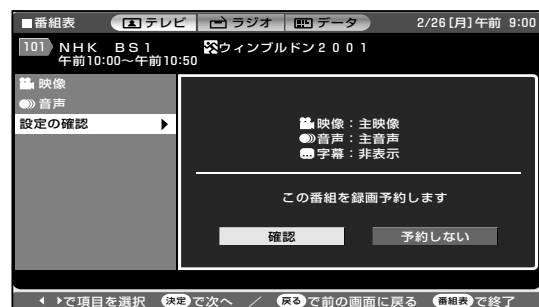 ■番組表 テレビ ラジオ データ 2/26[月]午前 9:00
101 NHK BS1 ウィンブルドン2001
午前10:00〜午前10:50
映像
音声
設定の確認
映像：主映像
音声：主音声
字幕：非表示
この番組を録画予約します
確認 予約しない
で項目を選択 決定で次へ ／ 戻るで前の画面に戻る 番組表で終了